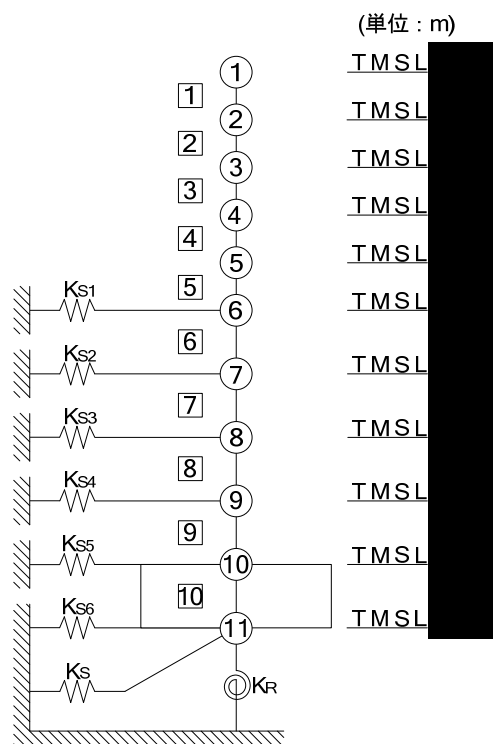 (単位：m)
1 TMSL
1
2 TMSL
2
3 TMSL
3
4 TMSL
4
5 TMSL
5
KS1 6 TMSL
6
KS2 7 TMSL
7
KS3 8 TMSL
8
KS4 9 TMSL
9
KS5 10 TMSL
10
KS6 11 TMSL
KS KR